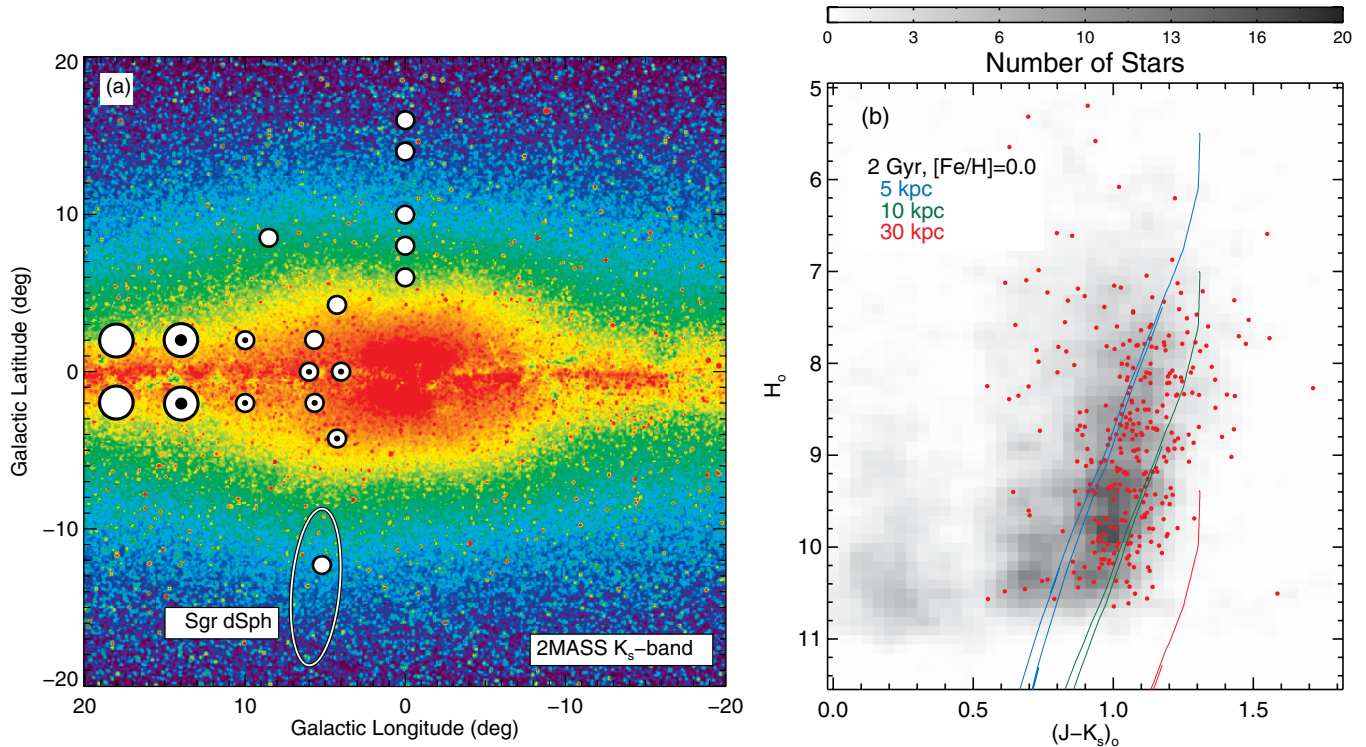 (a)
Sgr dSph
2MASS Ks−band
20
10
0
−10
−20
20
10
0
−10
−20
Galactic Latitude (deg)
Galactic Longitude (deg)
0
3
6
10
13
16
20
Number of Stars
(b)
2 Gyr, [Fe/H]=0.0
5 kpc
10 kpc
30 kpc
5
6
7
8
9
10
11
Ho
0.0
0.5
1.0
1.5
(J−Ks)o